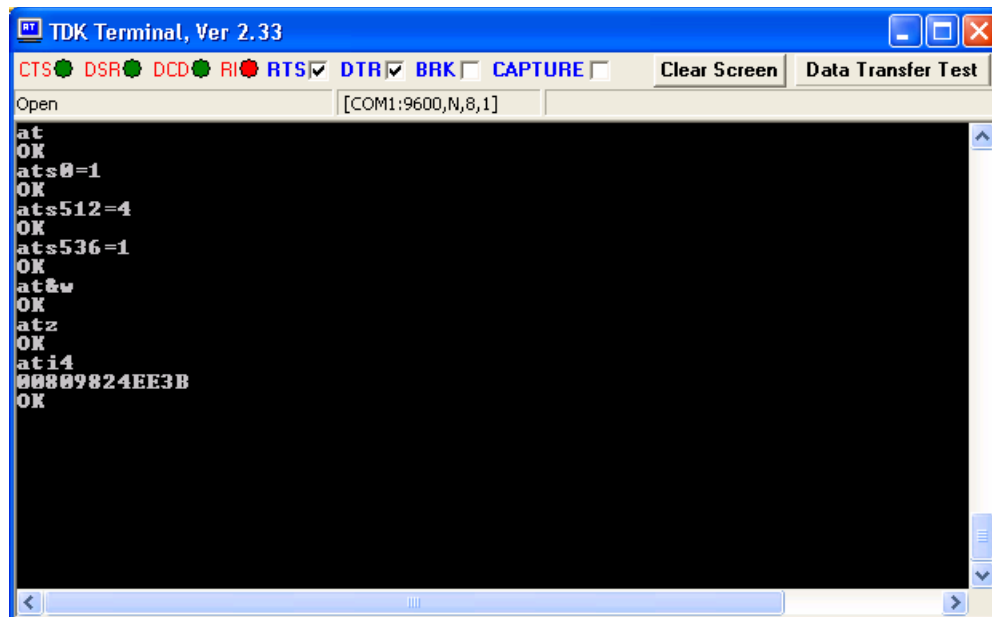 TDK Terminal, Ver 2.33
CTS DSR DCD RI RTS DTR BRK CAPTURE Clear Screen Data Transfer Test
Open [COM1:9600,N,8,1]
at
OK
ats0=1
OK
ats512=4
OK
ats536=1
OK
at&w
OK
atz
OK
ati4
00809824EE3B
OK